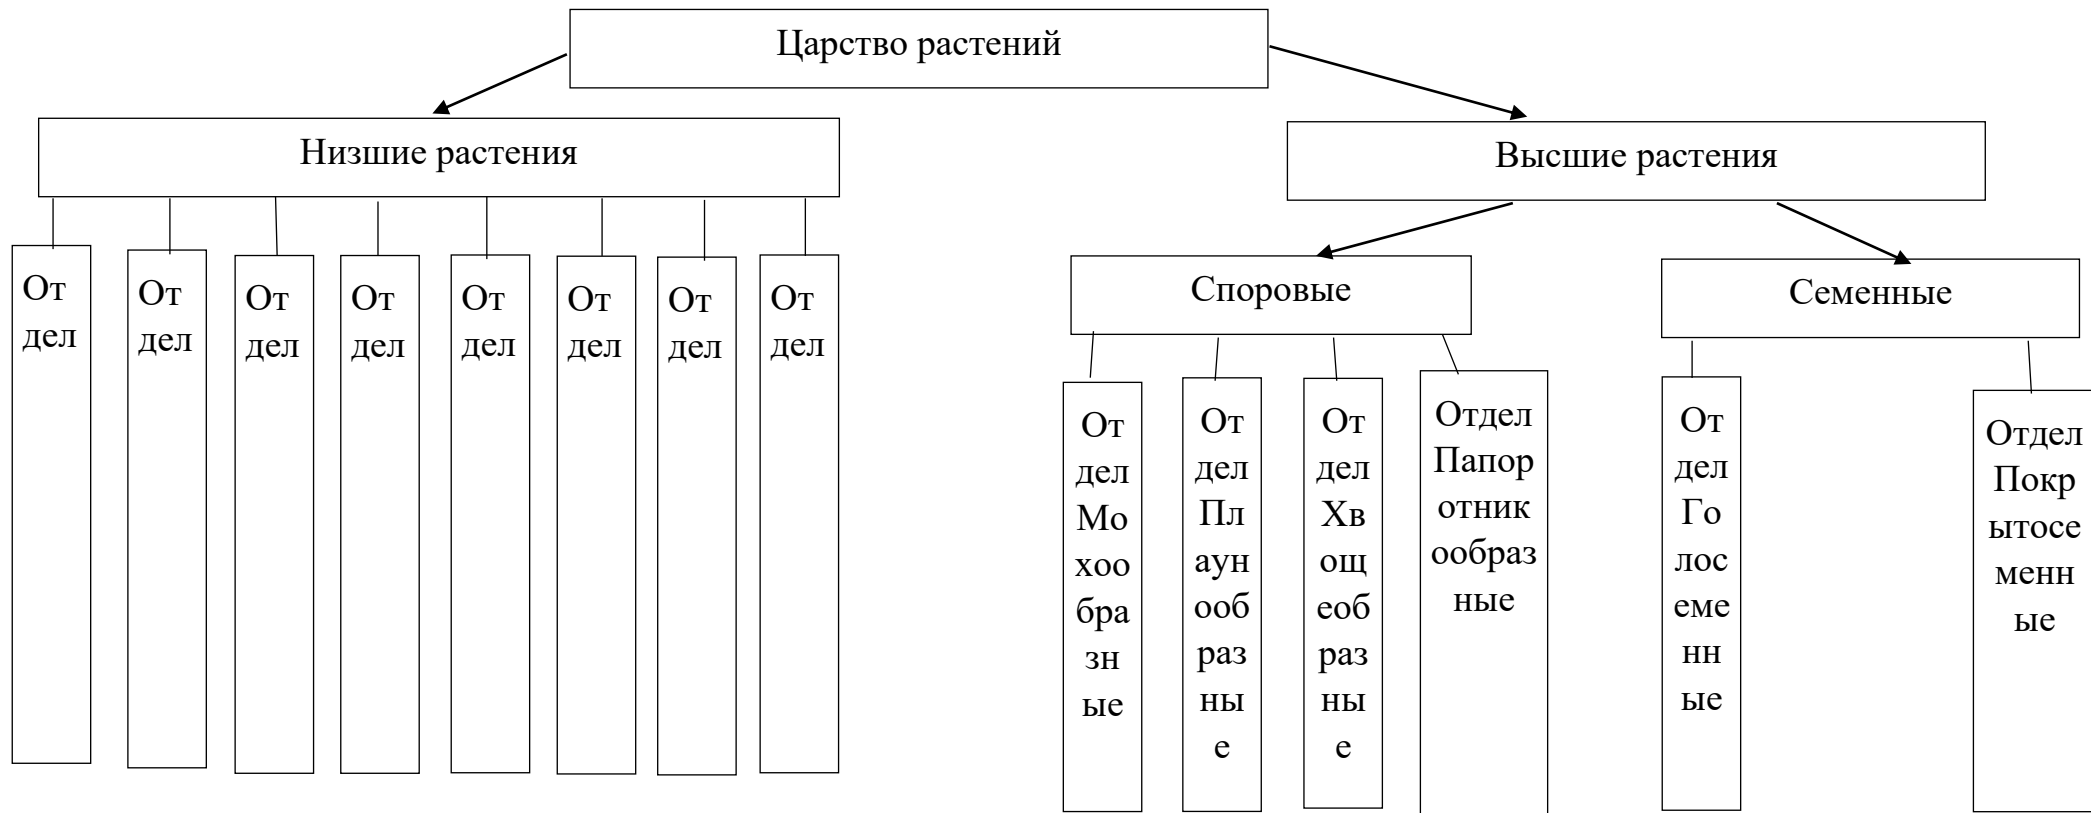 Царство растений
Низшие растения
Высшие растения
От
дел
От
дел
От
дел
От
дел
От
дел
От
дел
От
дел
От
дел
Споровые
Семенные
От
дел
Мо
хоо
бра
зн
ые
От
дел
Пл
аун
ооб
раз
ны
е
От
дел
Хв
ощ
еоб
раз
ны
е
Отдел
Папор
отник
ообраз
ные
От
дел
Го
лос
еме
нн
ые
Отдел
Покр
ытосе
менн
ые